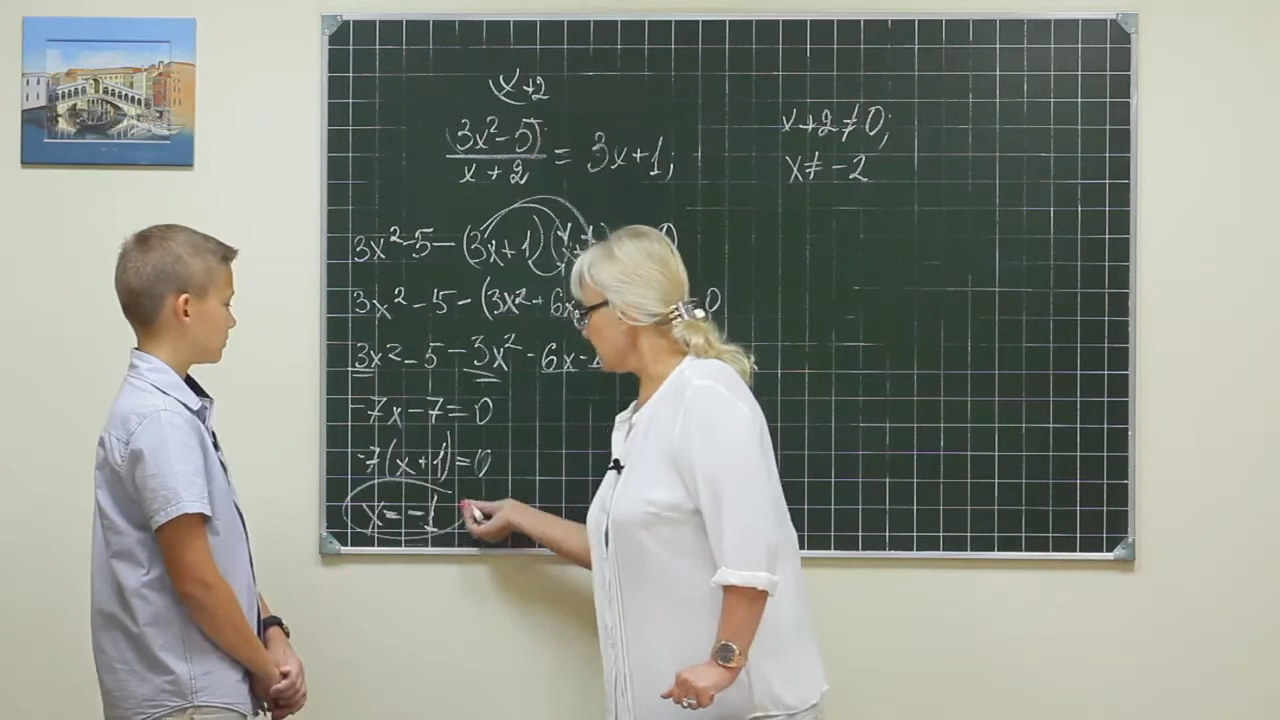 x+2
(3x²-5)
x+2
= 3x+1;
x+2≠0;
x≠-2
3x²-5-(3x+1)
3x²-5-(3x²+6x 0
3x²-5-3x²-6x-
-7x-7=0
-7(x+1)=0
x=-1